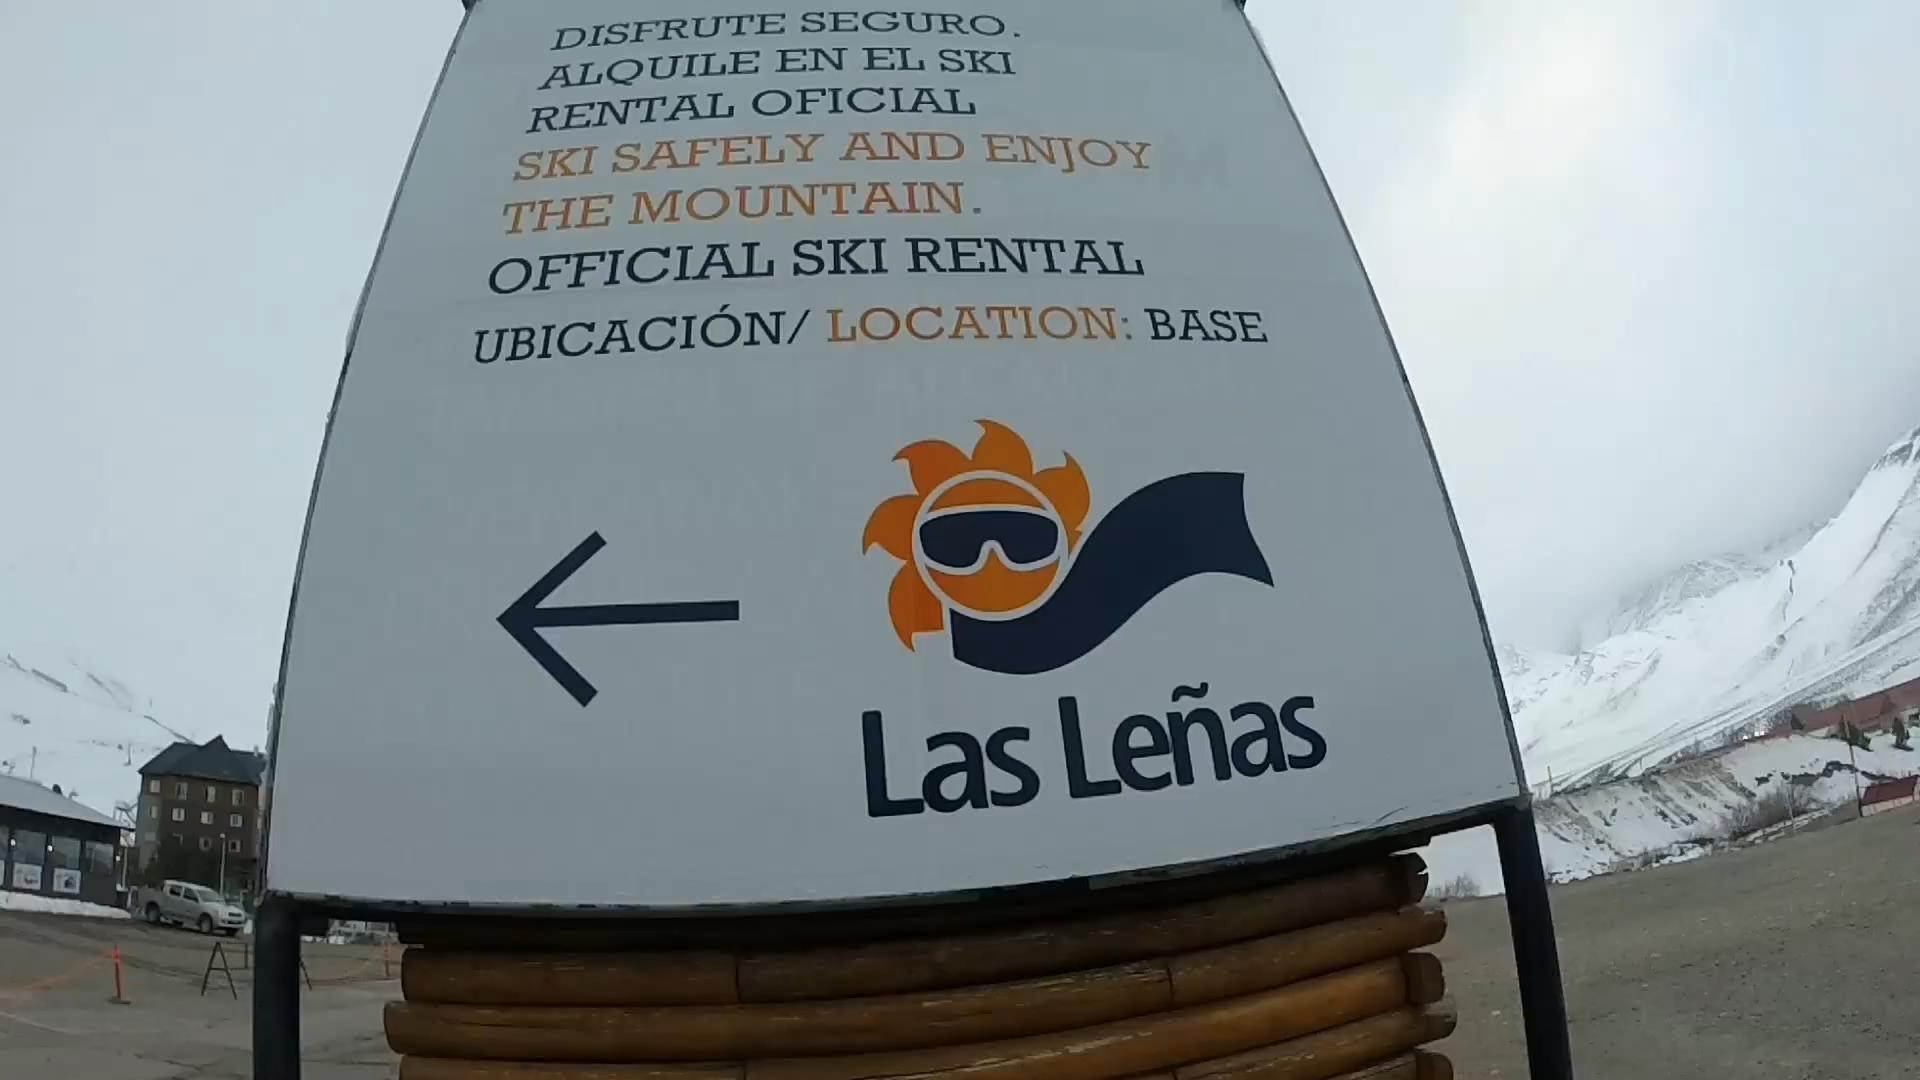 DISFRUTE SEGURO.
ALQUILE EN EL SKI
RENTAL OFICIAL
SKI SAFELY AND ENJOY
THE MOUNTAIN.
OFFICIAL SKI RENTAL
UBICACIÓN/ LOCATION: BASE
Las Leñas